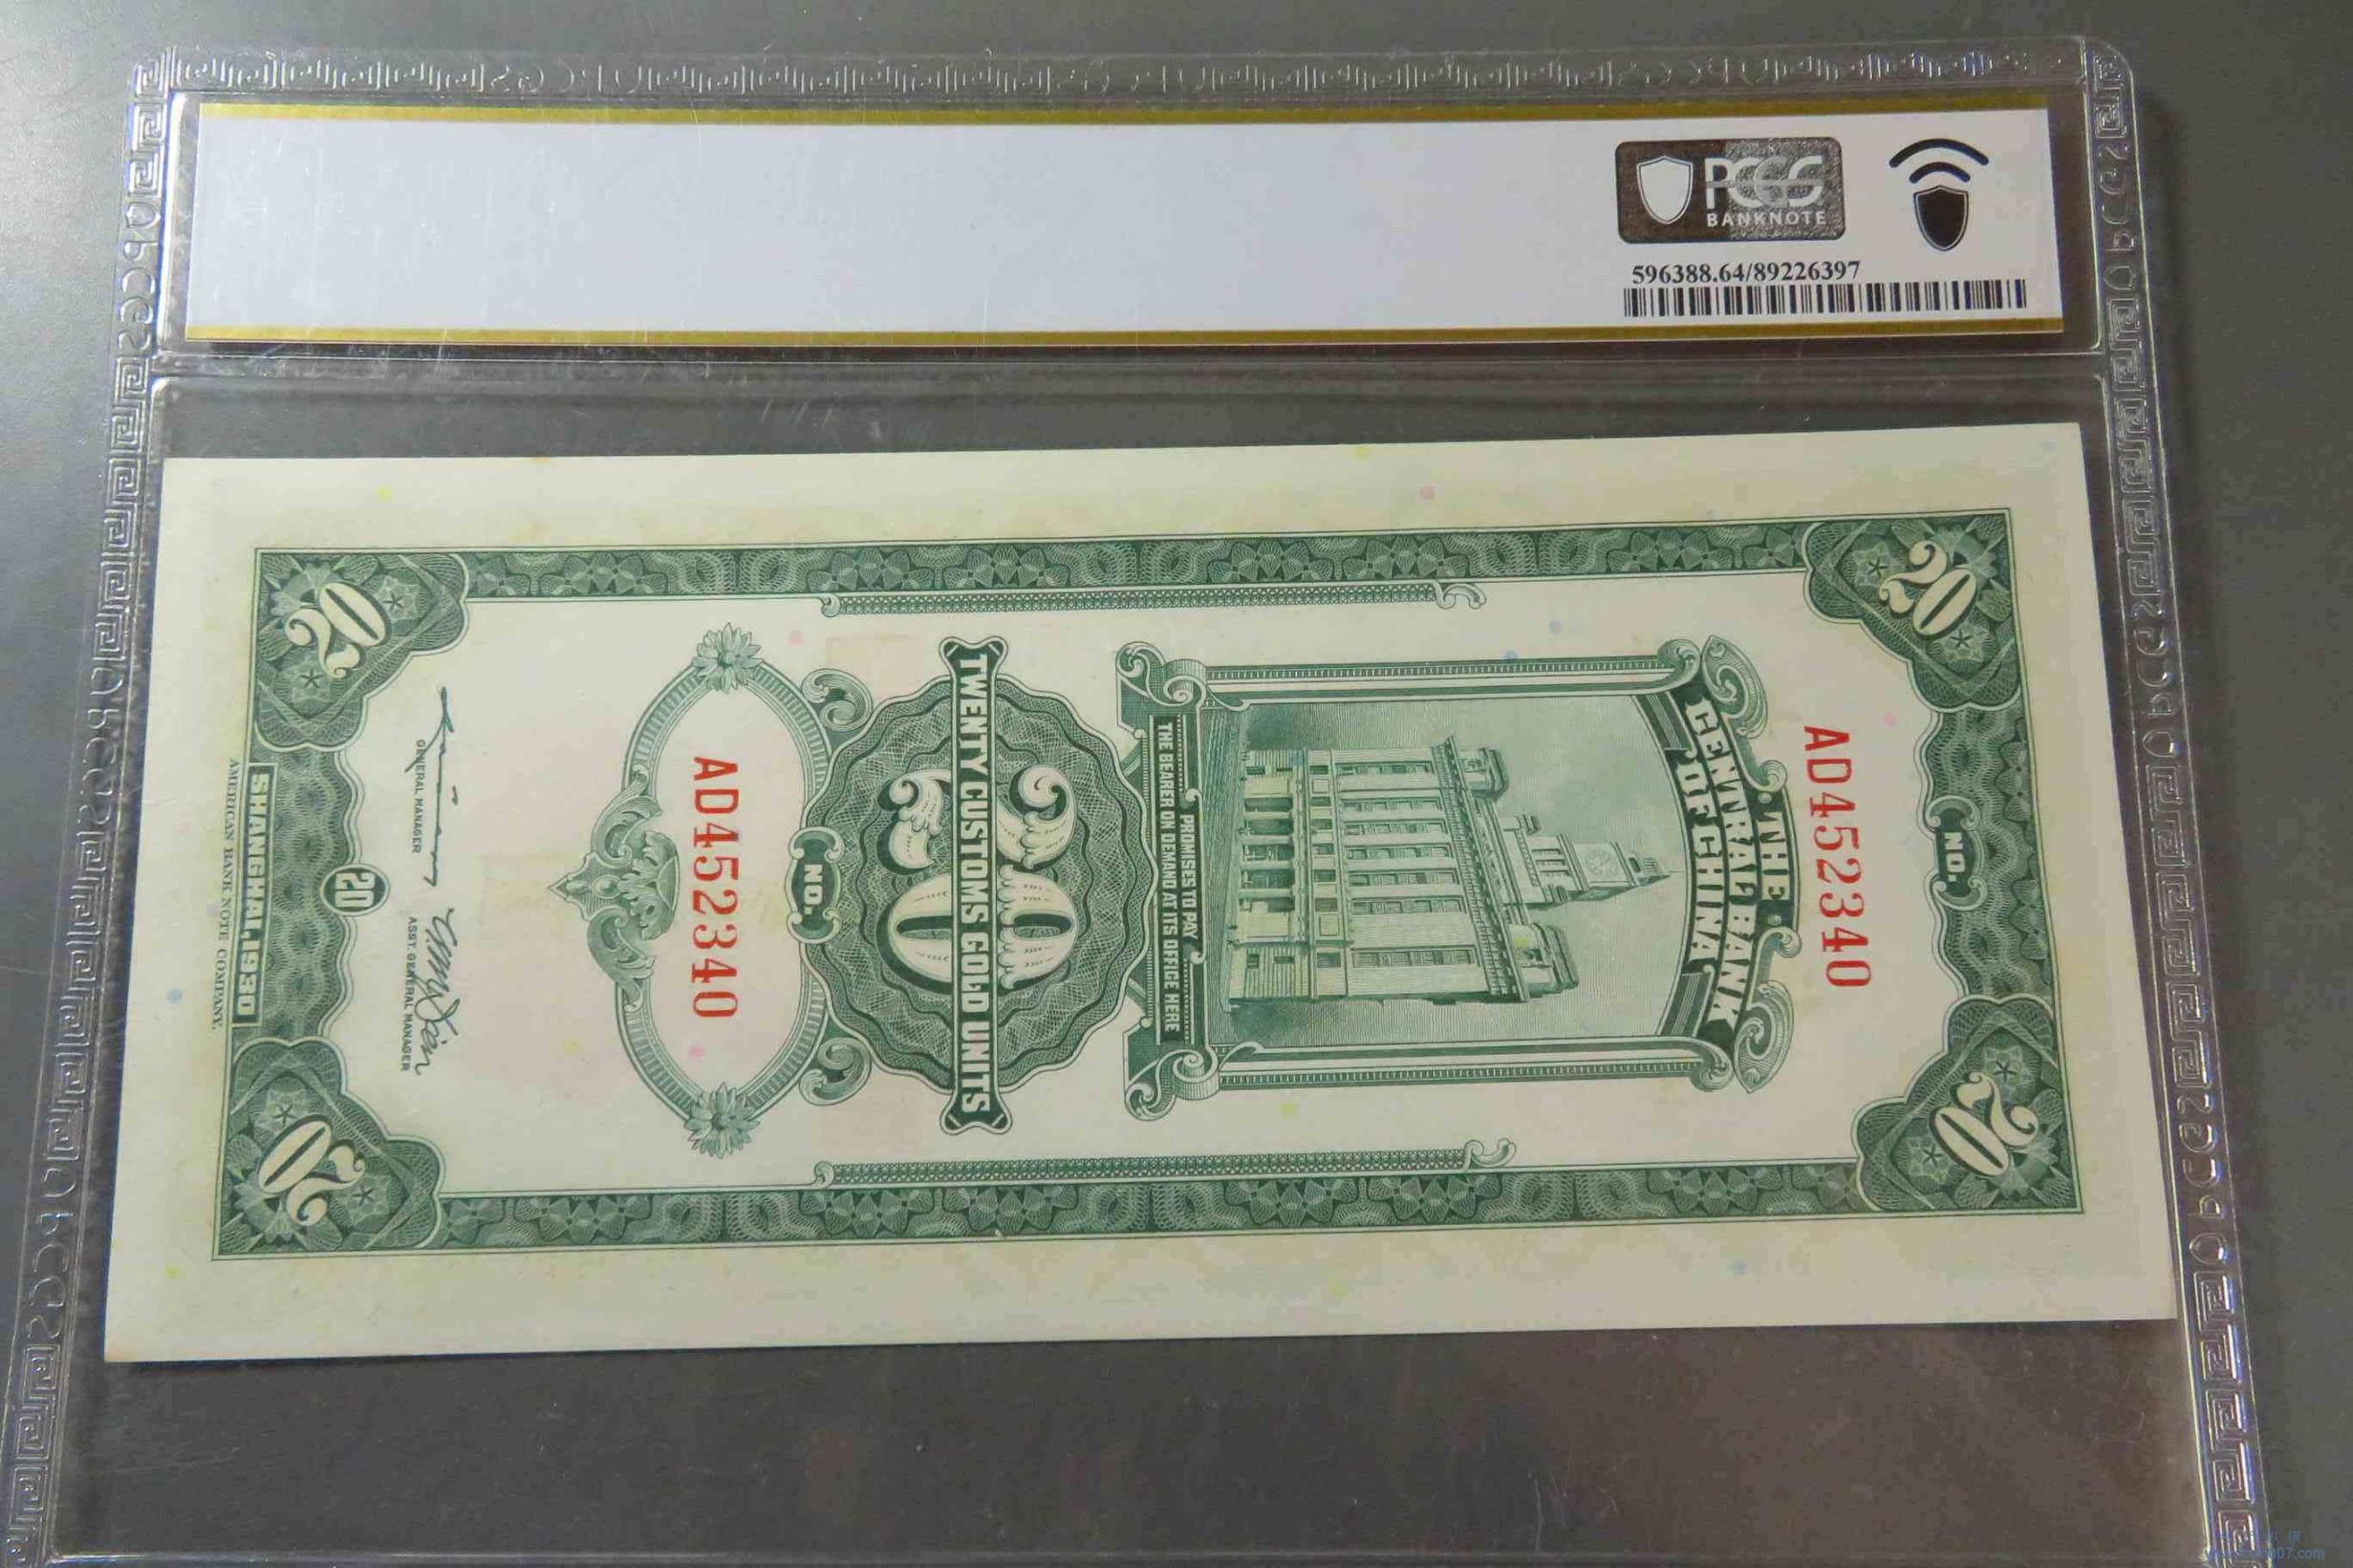 PCGS
BANKNOTE
596388.64/89226397
NO.
AD452340
THE
CENTRAL BANK
OF CHINA
PROMISES TO PAY
THE BEARER ON DEMAND AT ITS OFFICE HERE
20
TWENTY CUSTOMS GOLD UNITS
NO.
AD452340
GENERAL MANAGER
ASST. GENERAL MANAGER
20
SHANGHAI, 1930
AMERICAN BANK NOTE COMPANY.
20
20
20
20